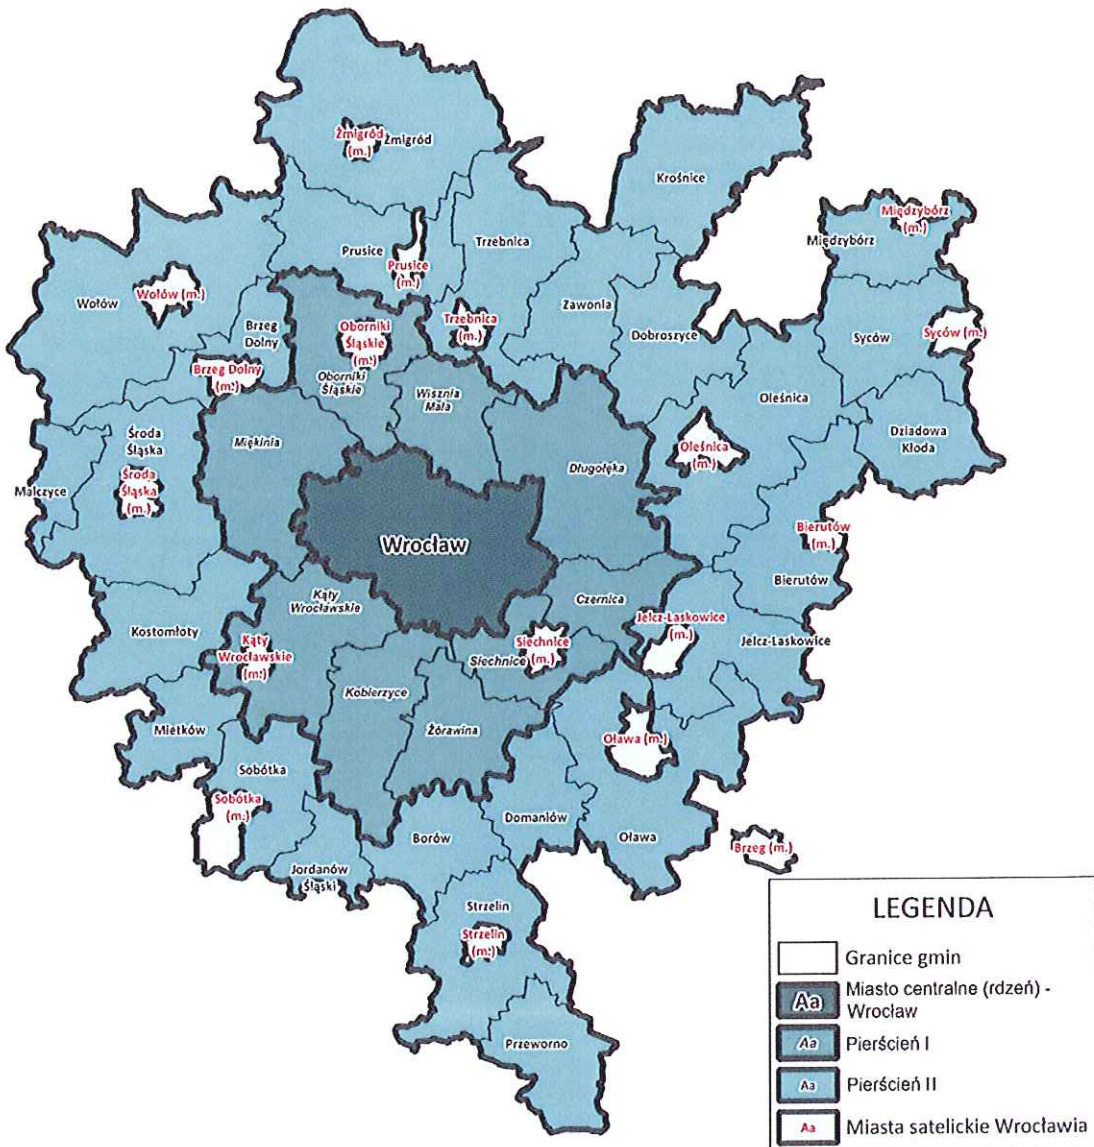 Żmigród
(m.)
Żmigród
Krośnice
Międzybórz
(m.)
Międzybórz
Trzebnica
Prusice
Prusice
(m.)
Wołów
Wołów (m.)
Zawonia
Dobroszyce
Trzebnica
(m.)
Syców
Syców (m.)
Brzeg
Dolny
Oborniki
Śląskie
(m.)
Oborniki
Śląskie
Brzeg Dolny
(m.)
Wisznia
Mała
Oleśnica
Środa
Śląska
Miękinia
Dziadowa
Kłoda
Oleśnica
(m.)
Długołęka
Środa
Śląska
(m.)
Malczyce
Wrocław
Bierutów
(m.)
Bierutów
Kąty
Wrocławskie
Czernica
Kostomłoty
Jelcz-Laskowice
(m.)
Jelcz-Laskowice
Kąty
Wrocławskie
(m.)
Siechnice
(m.)
Siechnice
Kobierzyce
Żórawina
Mietków
Oława (m.)
Sobótka
Sobótka
(m.)
Domaniów
Borów
Oława
Brzeg (m.)
Jordanów
Śląski
Strzelin
Strzelin
(m.)
Przeworno
LEGENDA
Granice gmin
Aa Miasto centralne (rdzeń) -
Wrocław
Aa Pierścień I
Aa Pierścień II
Aa Miasta satelickie Wrocławia